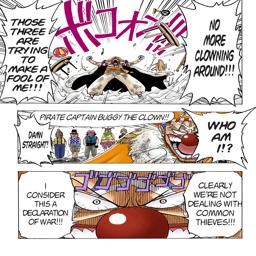 NO
MORE
CLOWNING
AROUND!!!
THOSE
THREE
ARE
TRYING
TO
MAKE A
FOOL OF
ME!!!
WHO
AM
I!?
PIRATE CAPTAIN BUGGY THE CLOWN!!
DAMN
STRAIGHT!
CLEARLY
WE'RE NOT
DEALING
WITH
COMMON
THIEVES!!!
I
CONSIDER
THIS A
DECLARATION
OF WAR!!!